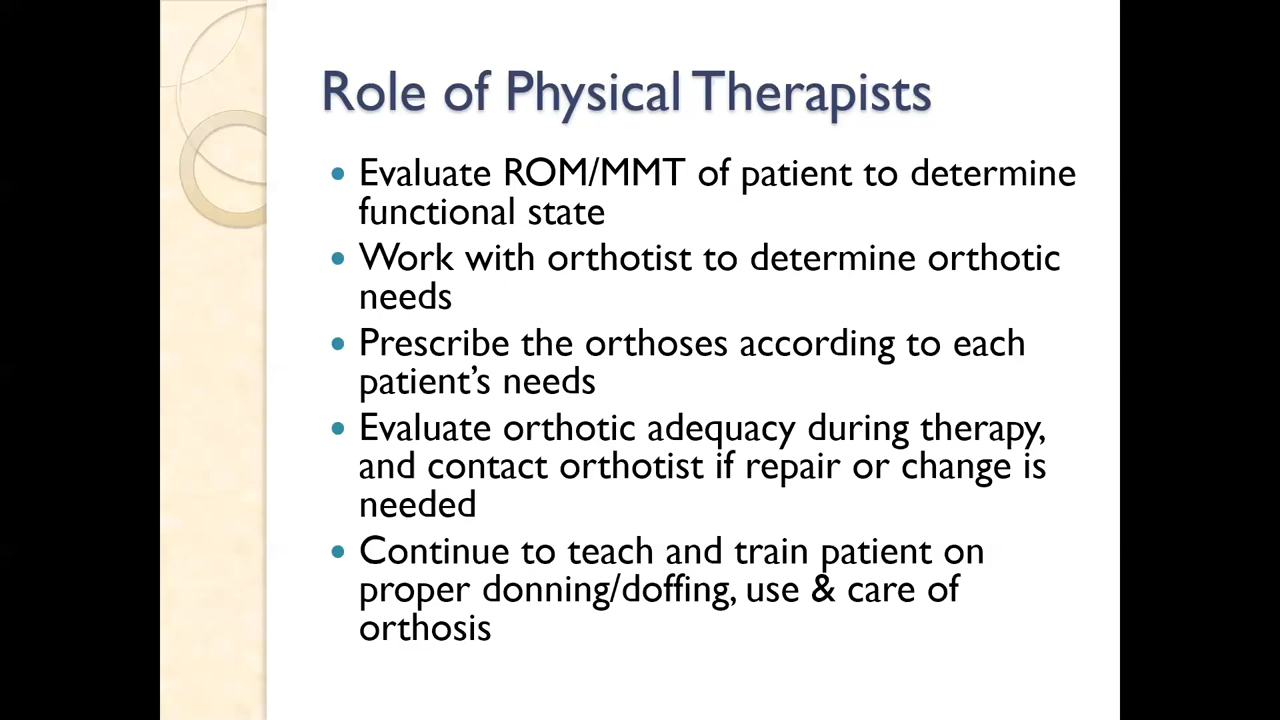 Role of Physical Therapists
• Evaluate ROM/MMT of patient to determine
functional state
• Work with orthotist to determine orthotic
needs
• Prescribe the orthoses according to each
patient’s needs
• Evaluate orthotic adequacy during therapy,
and contact orthotist if repair or change is
needed
• Continue to teach and train patient on
proper donning/doffing, use & care of
orthosis